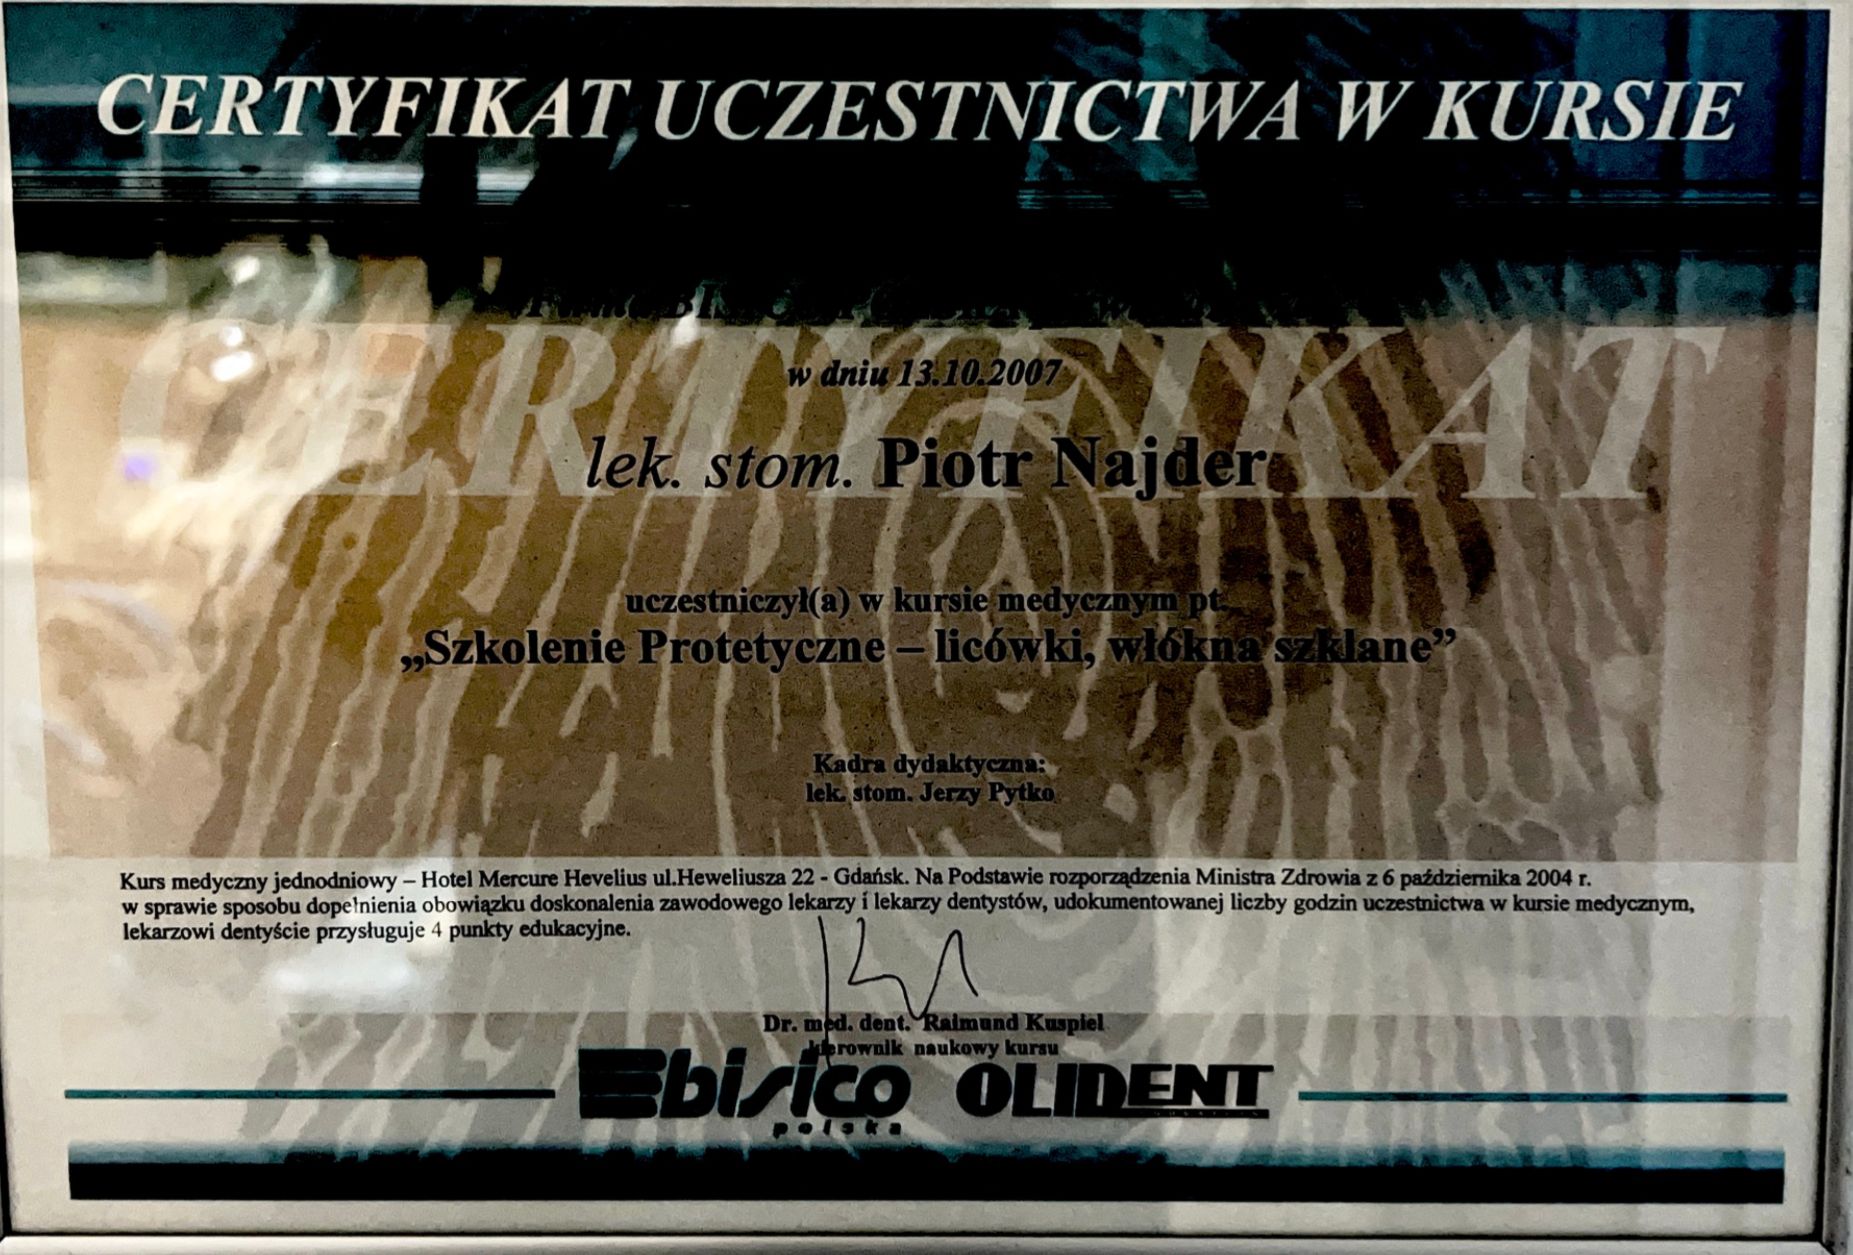 CERTYFIKAT UCZESTNICTWA W KURSIE
CERTYFIKAT
w dniu 13.10.2007
lek. stom. Piotr Najder
uczestniczył(a) w kursie medycznym pt.
„Szkolenie Protetyczne – licówki, włókna szklane”
Kadra dydaktyczna:
lek. stom. Jerzy Pytko
Kurs medyczny jednodniowy – Hotel Mercure Hevelius ul.Heweliusza 22 - Gdańsk. Na Podstawie rozporządzenia Ministra Zdrowia z 6 października 2004 r.
w sprawie sposobu dopełnienia obowiązku doskonalenia zawodowego lekarzy i lekarzy dentystów, udokumentowanej liczby godzin uczestnictwa w kursie medycznym,
lekarzowi dentyście przysługuje 4 punkty edukacyjne.
Dr. med. dent. Raimund Kuspiel
kierownik naukowy kursu
bisico OLIDENT
polska